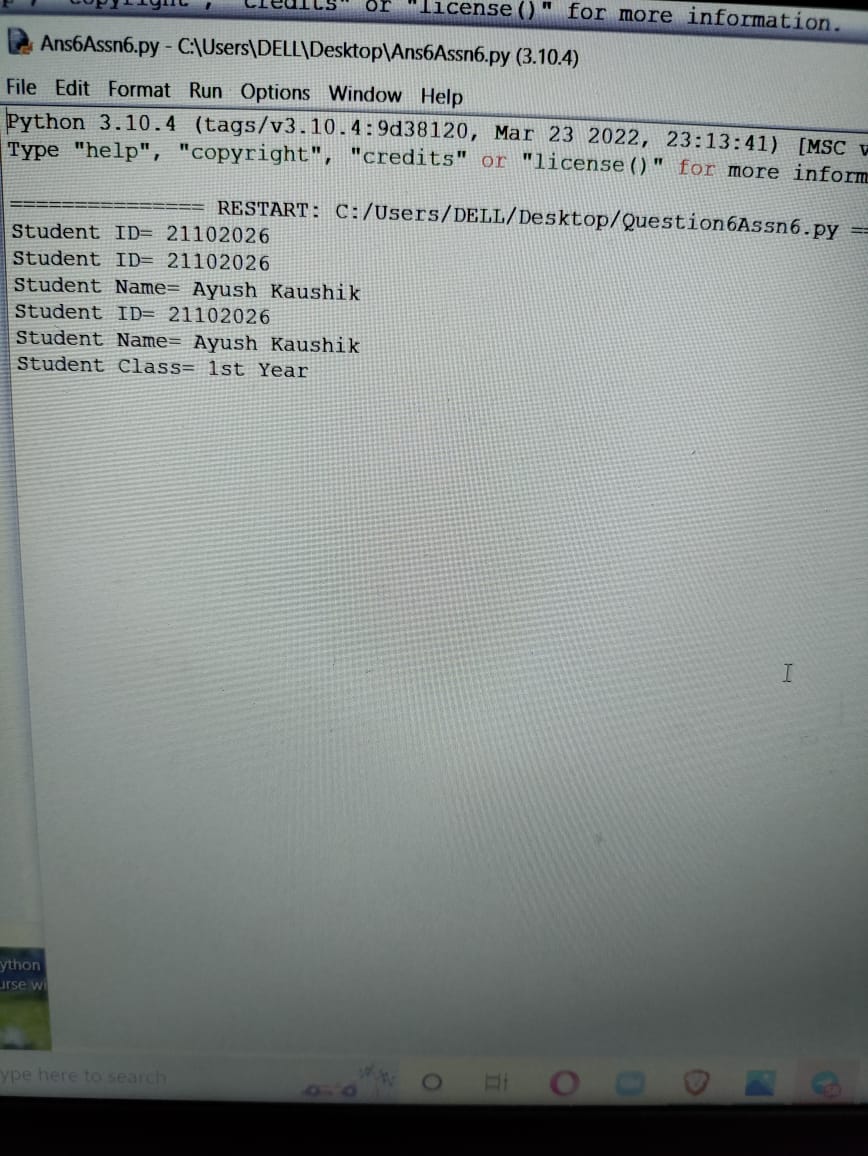 "copyright", "credits" or "license()" for more information.
Ans6Assn6.py - C:\Users\DELL\Desktop\Ans6Assn6.py (3.10.4)
File Edit Format Run Options Window Help
Python 3.10.4 (tags/v3.10.4:9d38120, Mar 23 2022, 23:13:41) [MSC v
Type "help", "copyright", "credits" or "license()" for more inform
=============== RESTART: C:/Users/DELL/Desktop/Question6Assn6.py ==
Student ID= 21102026
Student ID= 21102026
Student Name= Ayush Kaushik
Student ID= 21102026
Student Name= Ayush Kaushik
Student Class= 1st Year
ython
urse wi
ype here to search